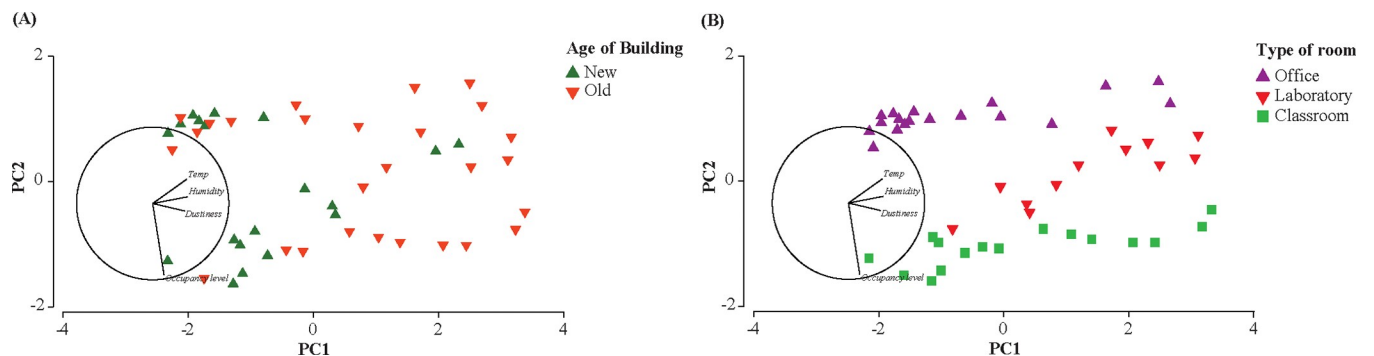 (A)
Age of Building
New
Old
2
0
-2
PC2
Temp
Humidity
Dustiness
Occupancy level
-4
-2
0
2
4
PC1
(B)
Type of room
Office
Laboratory
Classroom
2
0
-2
PC2
Temp
Humidity
Dustiness
Occupancy level
-4
-2
0
2
4
PC1